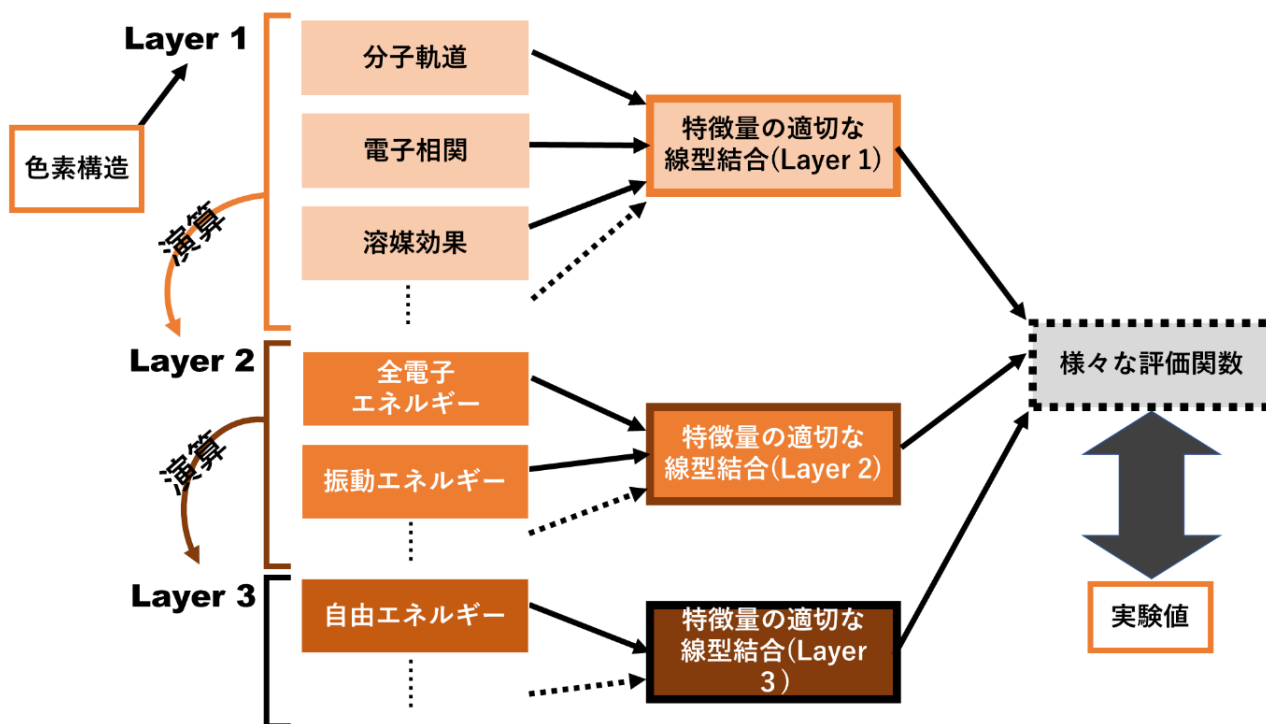 Layer 1
色素構造
演算
分子軌道
電子相関
溶媒効果
特徴量の適切な
線型結合(Layer 1)
Layer 2
演算
全電子
エネルギー
振動エネルギー
特徴量の適切な
線型結合(Layer 2)
Layer 3
自由エネルギー
特徴量の適切な
線型結合(Layer
3)
様々な評価関数
実験値